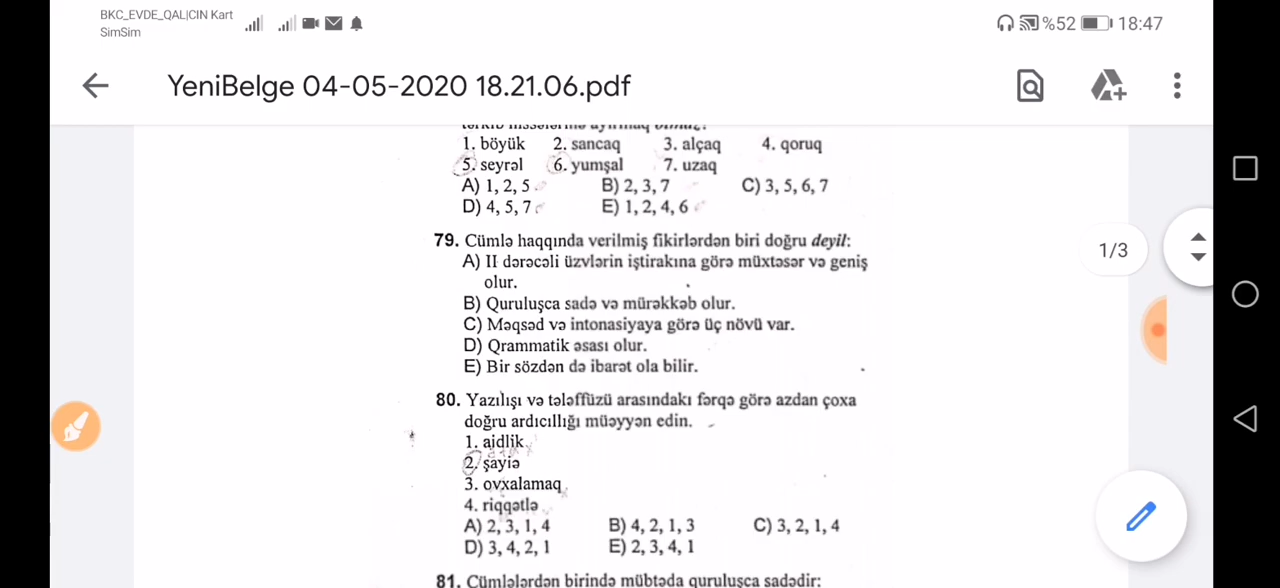 BKC_EVDE_QAL|CIN Kart
SimSim
%52 18:47
YeniBelge 04-05-2020 18.21.06.pdf
tərkib hissələrinə ayırmaq olmaz?
1. böyük 2. sancaq 3. alçaq 4. qoruq
5. seyrəl 6. yumşal 7. uzaq
A) 1, 2, 5 B) 2, 3, 7 C) 3, 5, 6, 7
D) 4, 5, 7 E) 1, 2, 4, 6
79. Cümlə haqqında verilmiş fikirlərdən biri doğru deyil:
1/3
A) II dərəcəli üzvlərin iştirakına görə müxtəsər və geniş
olur.
B) Quruluşca sadə və mürəkkəb olur.
C) Məqsəd və intonasiyaya görə üç növü var.
D) Qrammatik əsası olur.
E) Bir sözdən də ibarət ola bilir.
80. Yazılışı və tələffüzü arasındakı fərqə görə azdan çoxa
doğru ardıcıllığı müəyyən edin.
1. aidlik
2. şayiə
3. ovxalamaq
4. riqqətlə
A) 2, 3, 1, 4 B) 4, 2, 1, 3 C) 3, 2, 1, 4
D) 3, 4, 2, 1 E) 2, 3, 4, 1
81. Cümlələrdən birində mübtəda quruluşca sadədir: